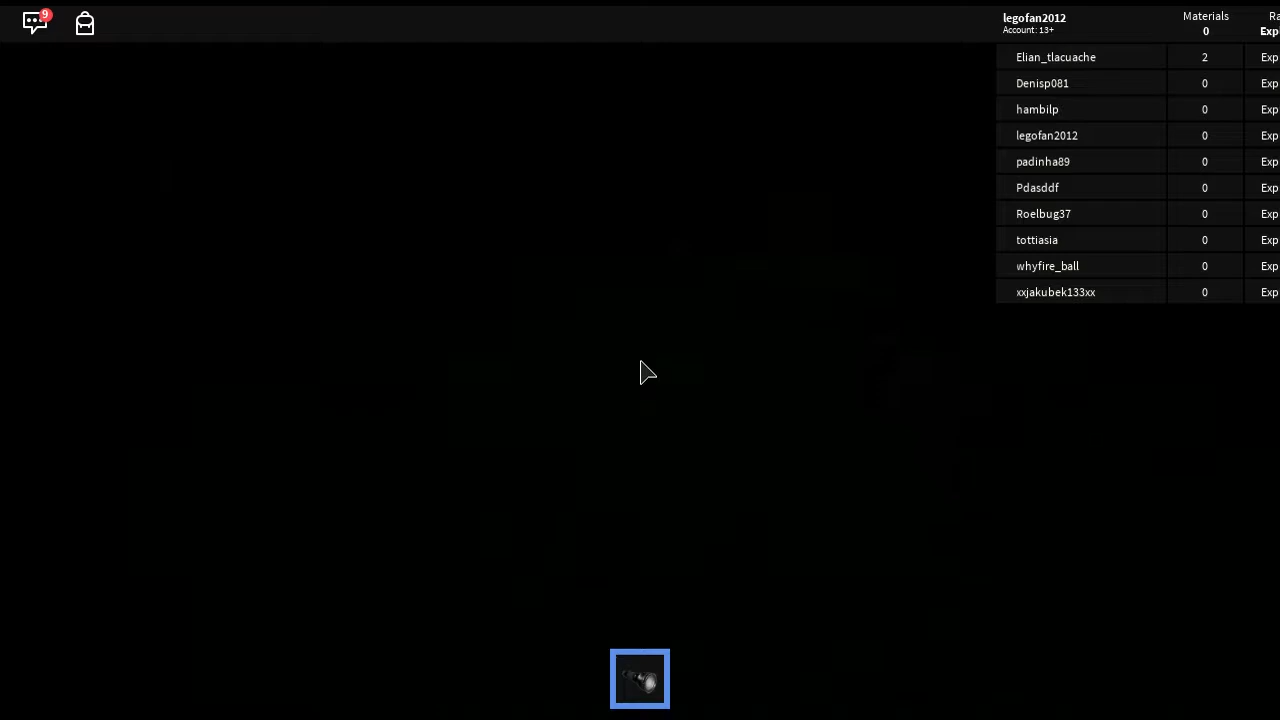 9
legofan2012 Materials Ra
Account: 13+ 0 Exp
Elian_tlacuache 2 Exp
Denisp081 0 Exp
hambilp 0 Exp
legofan2012 0 Exp
padinha89 0 Exp
Pdasddf 0 Exp
Roelbug37 0 Exp
tottiasia 0 Exp
whyfire_ball 0 Exp
xxjakubek133xx 0 Exp